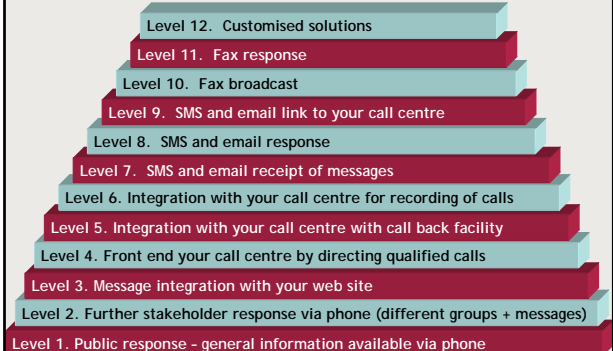 Level 12. Customised solutions
Level 11. Fax response
Level 10. Fax broadcast
Level 9. SMS and email link to your call centre
Level 8. SMS and email response
Level 7. SMS and email receipt of messages
Level 6. Integration with your call centre for recording of calls
Level 5. Integration with your call centre with call back facility
Level 4. Front end your call centre by directing qualified calls
Level 3. Message integration with your web site
Level 2. Further stakeholder response via phone (different groups + messages)
Level 1. Public response - general information available via phone